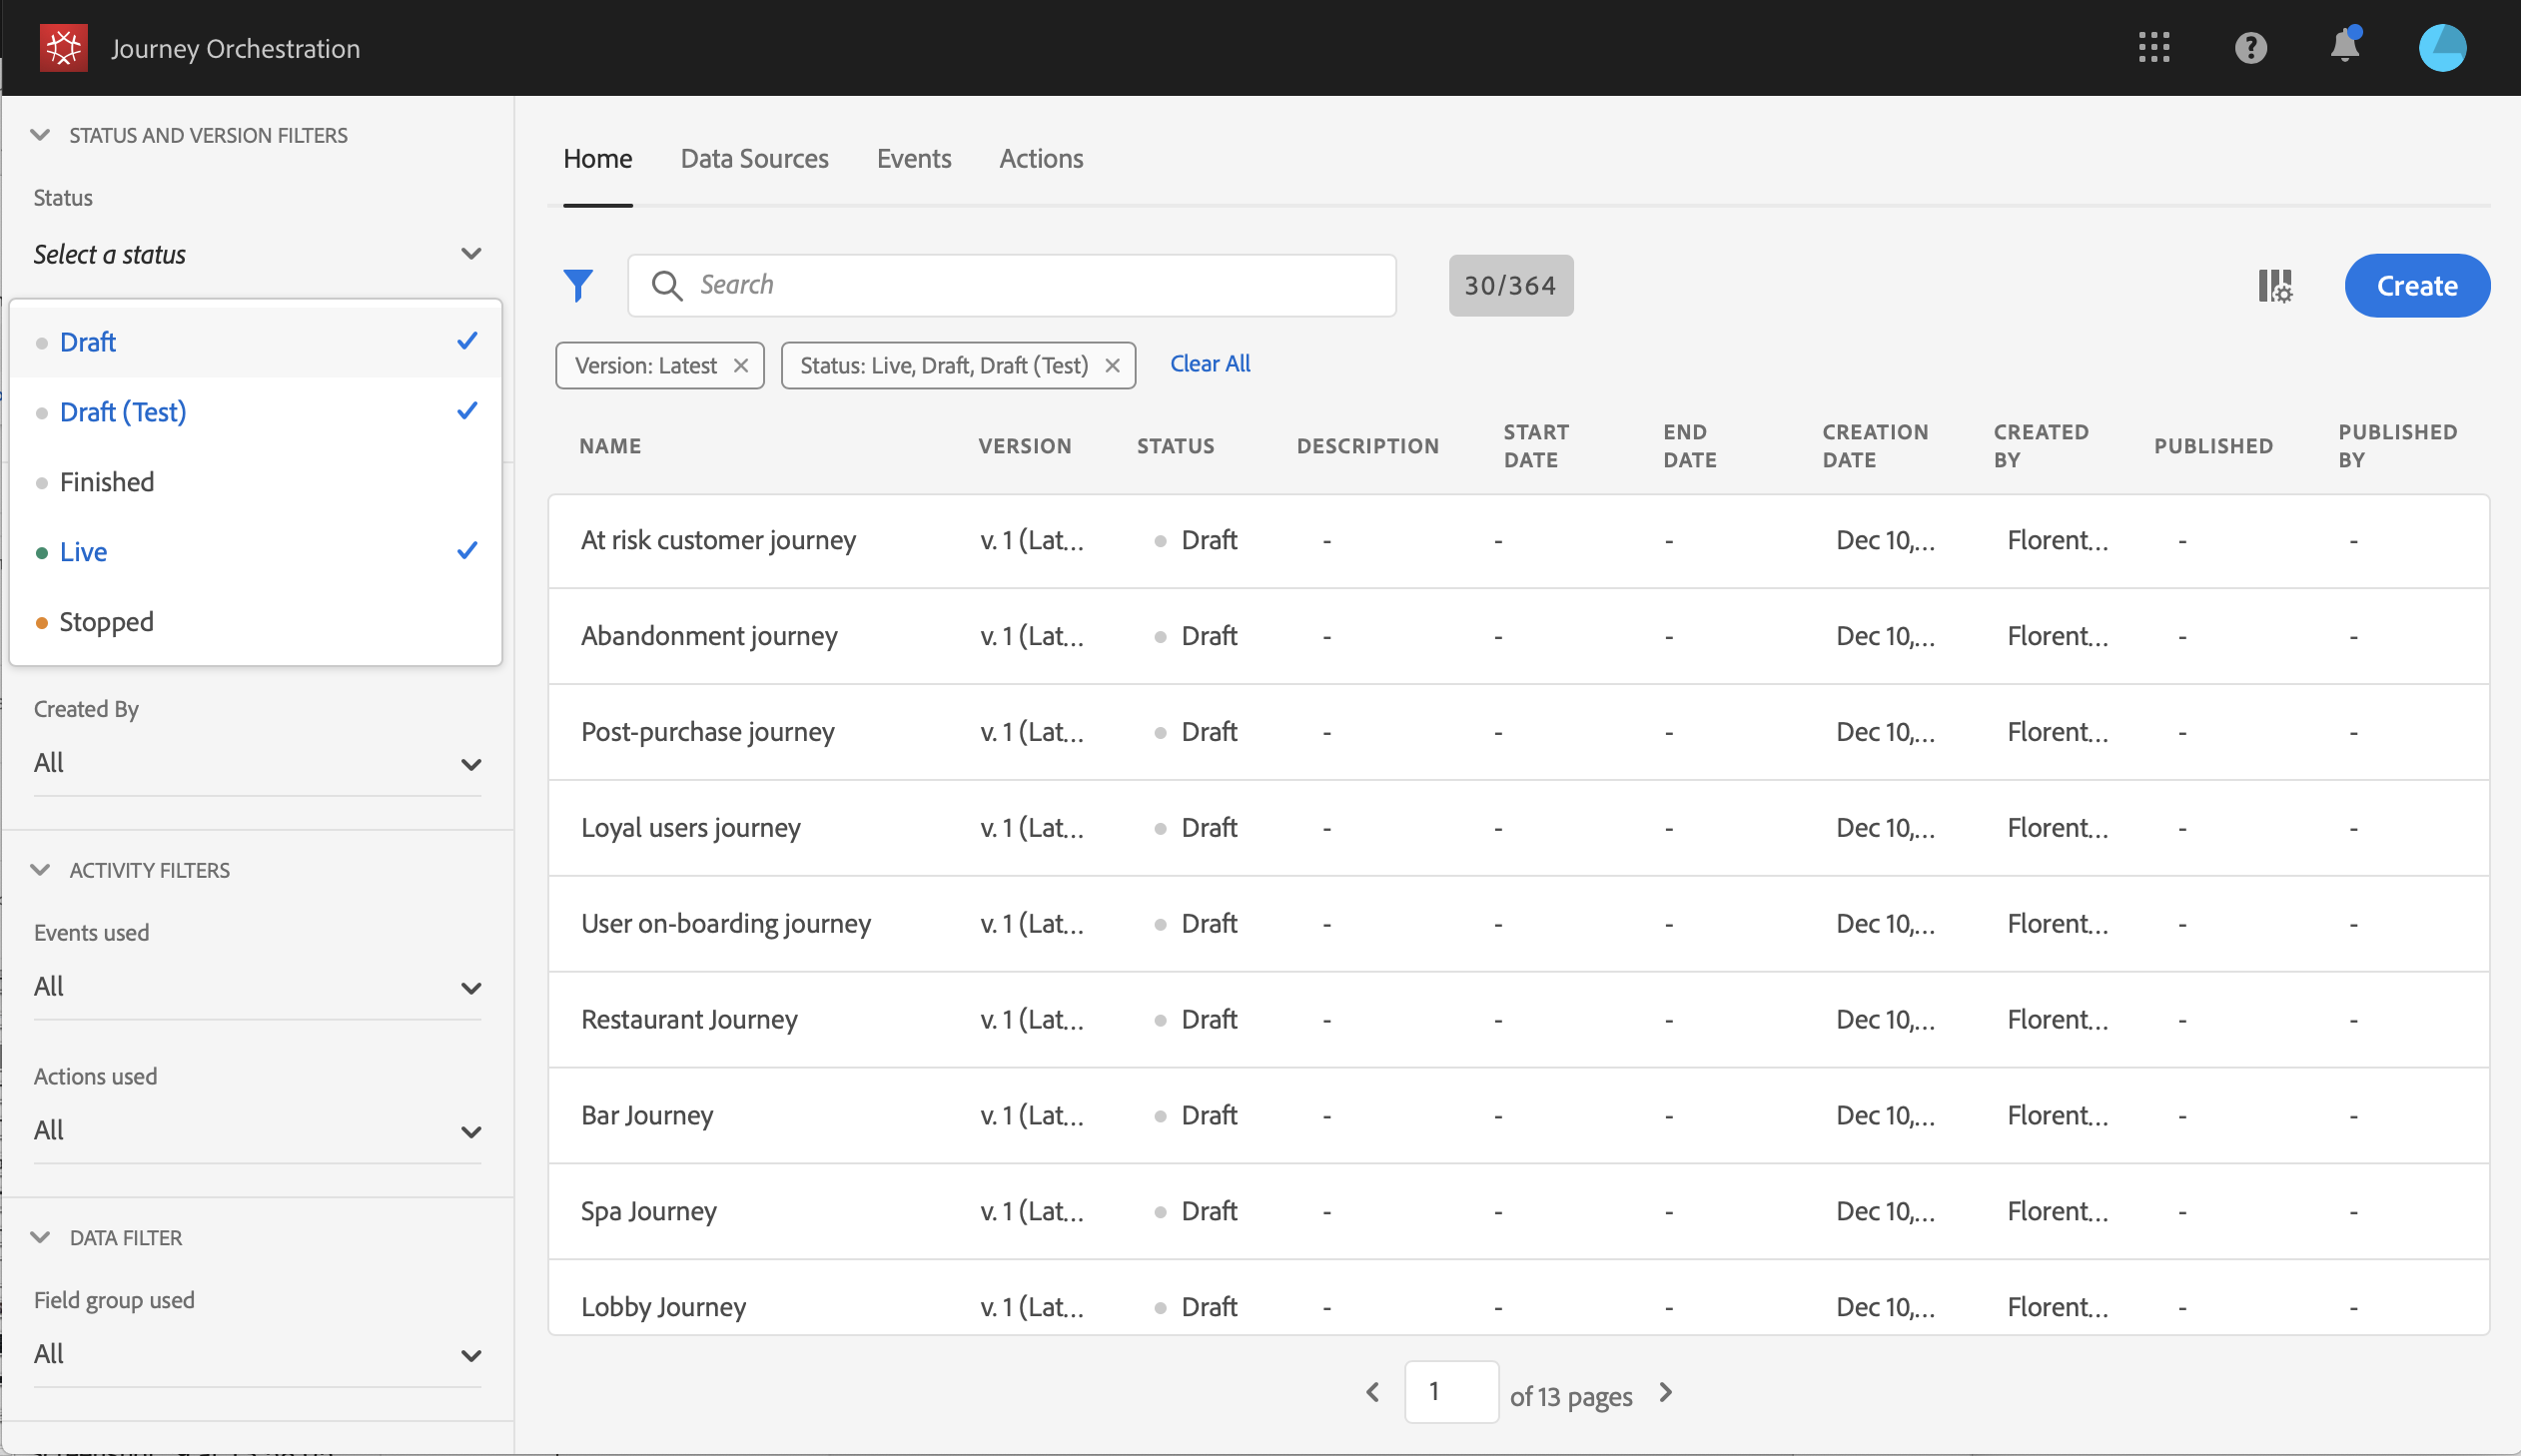 Journey Orchestration
STATUS AND VERSION FILTERS
Status
Select a status
Draft
Draft (Test)
Finished
Live
Stopped
Created By
All
ACTIVITY FILTERS
Events used
All
Actions used
All
DATA FILTER
Field group used
All
Home Data Sources Events Actions
Search
30/364
Create
Version: Latest
Status: Live, Draft, Draft (Test)
Clear All
NAME VERSION STATUS DESCRIPTION START DATE END DATE CREATION DATE CREATED BY PUBLISHED PUBLISHED BY
At risk customer journey v. 1 (Lat... Draft - - - Dec 10,... Florent... - -
Abandonment journey v. 1 (Lat... Draft - - - Dec 10,... Florent... - -
Post-purchase journey v. 1 (Lat... Draft - - - Dec 10,... Florent... - -
Loyal users journey v. 1 (Lat... Draft - - - Dec 10,... Florent... - -
User on-boarding journey v. 1 (Lat... Draft - - - Dec 10,... Florent... - -
Restaurant Journey v. 1 (Lat... Draft - - - Dec 10,... Florent... - -
Bar Journey v. 1 (Lat... Draft - - - Dec 10,... Florent... - -
Spa Journey v. 1 (Lat... Draft - - - Dec 10,... Florent... - -
Lobby Journey v. 1 (Lat... Draft - - - Dec 10,... Florent... - -
1 of 13 pages